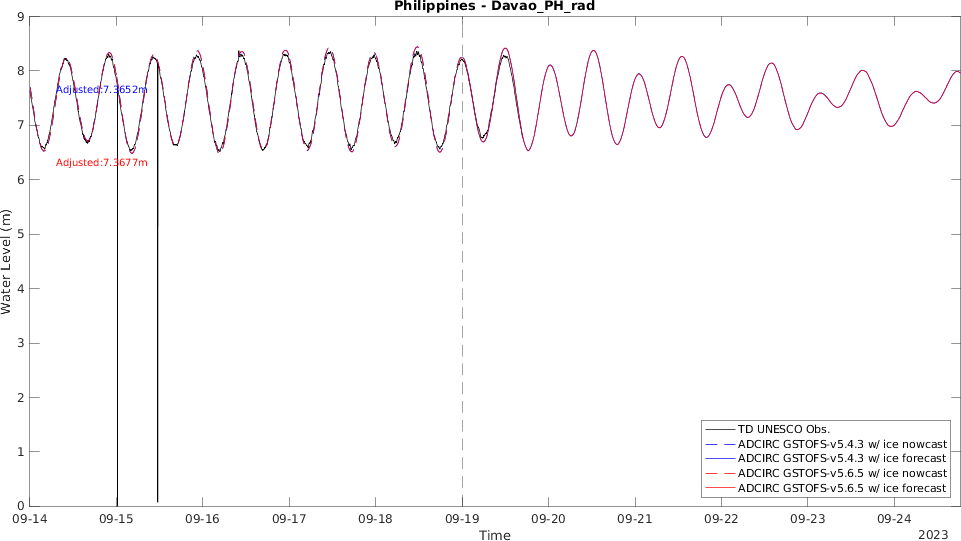 Philippines - Davao_PH_rad
9
8
7
6
5
4
3
2
1
0
Water Level (m)
Adjusted:7.3652m
Adjusted:7.3677m
TD UNESCO Obs.
ADCIRC GSTOFS-v5.4.3 w/ ice nowcast
ADCIRC GSTOFS-v5.4.3 w/ ice forecast
ADCIRC GSTOFS-v5.6.5 w/ ice nowcast
ADCIRC GSTOFS-v5.6.5 w/ ice forecast
09-14 09-15 09-16 09-17 09-18 09-19 09-20 09-21 09-22 09-23 09-24
Time
2023